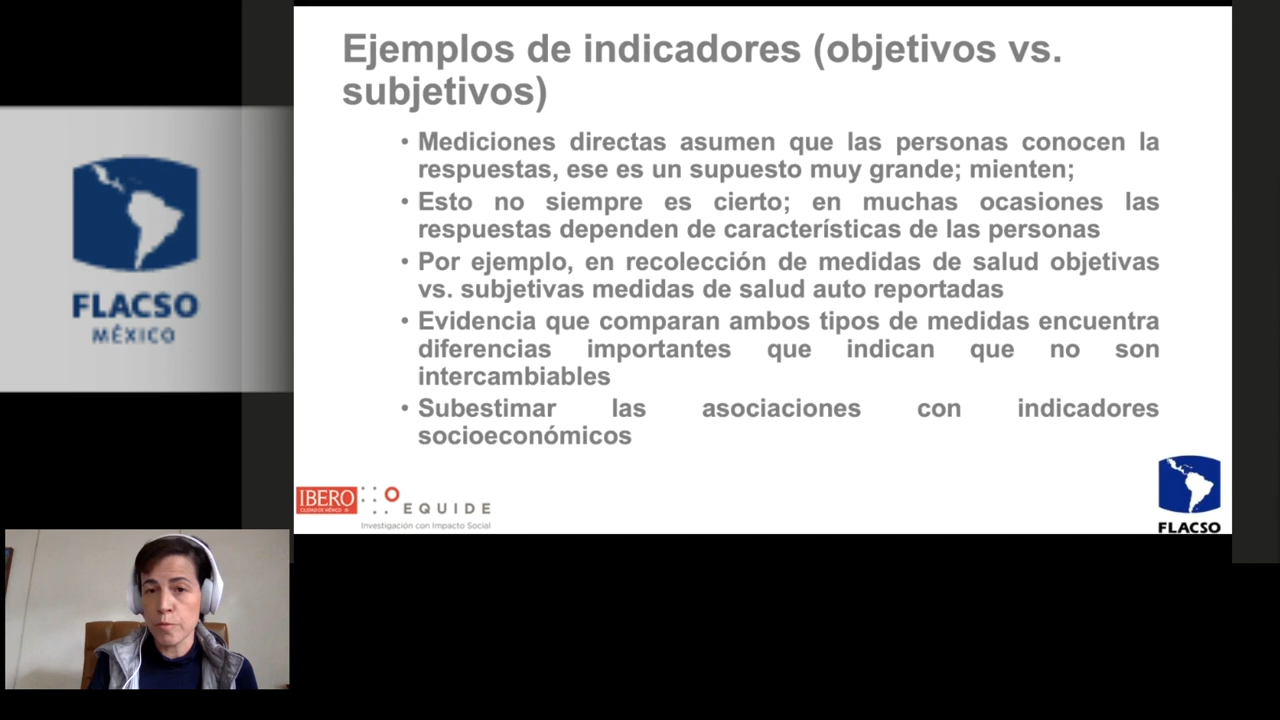 Ejemplos de indicadores (objetivos vs.
subjetivos)
• Mediciones directas asumen que las personas conocen la
respuestas, ese es un supuesto muy grande; mienten;
• Esto no siempre es cierto; en muchas ocasiones las
respuestas dependen de características de las personas
• Por ejemplo, en recolección de medidas de salud objetivas
vs. subjetivas medidas de salud auto reportadas
• Evidencia que comparan ambos tipos de medidas encuentra
diferencias importantes que indican que no son
intercambiables
• Subestimar las asociaciones con indicadores
socioeconómicos
FLACSO
MÉXICO
IBERO
CIUDAD DE MÉXICO
EQUIDE
Investigación con Impacto Social
FLACSO